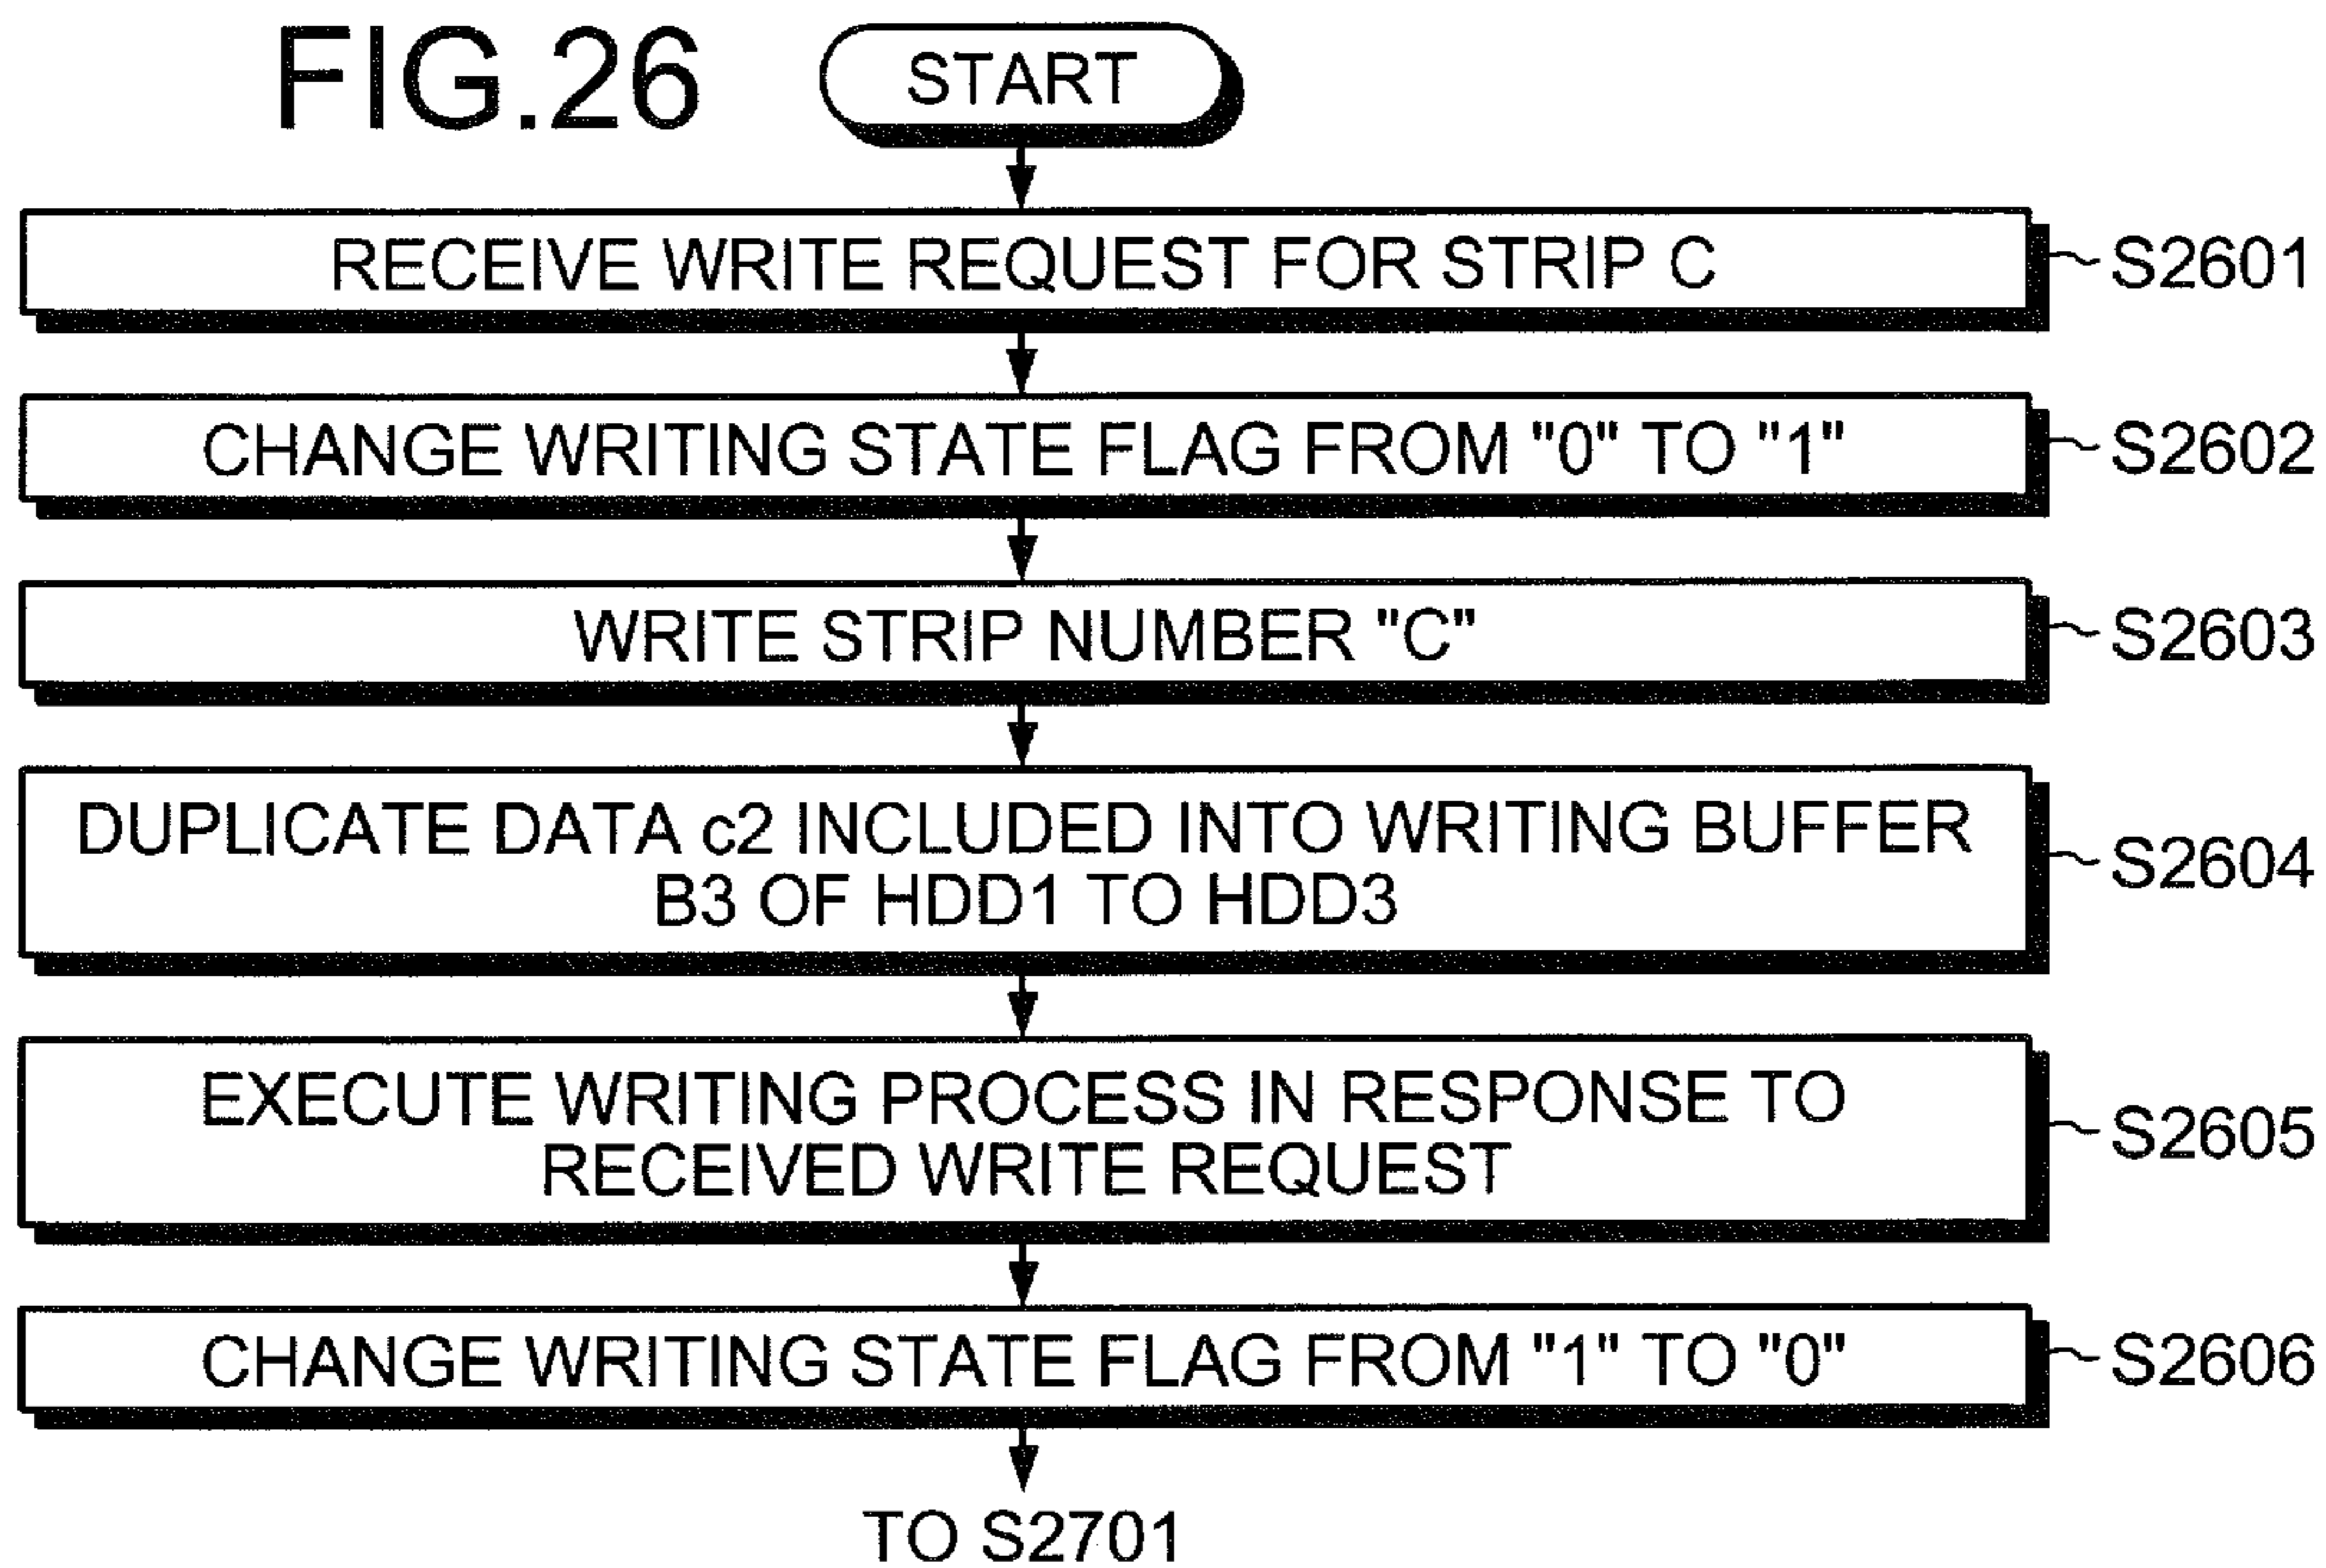 FIG.26
START
RECEIVE WRITE REQUEST FOR STRIP C
S2601
CHANGE WRITING STATE FLAG FROM "0" TO "1"
S2602
WRITE STRIP NUMBER "C"
S2603
DUPLICATE DATA c2 INCLUDED INTO WRITING BUFFER
B3 OF HDD1 TO HDD3
S2604
EXECUTE WRITING PROCESS IN RESPONSE TO
RECEIVED WRITE REQUEST
S2605
CHANGE WRITING STATE FLAG FROM "1" TO "0"
S2606
TO S2701